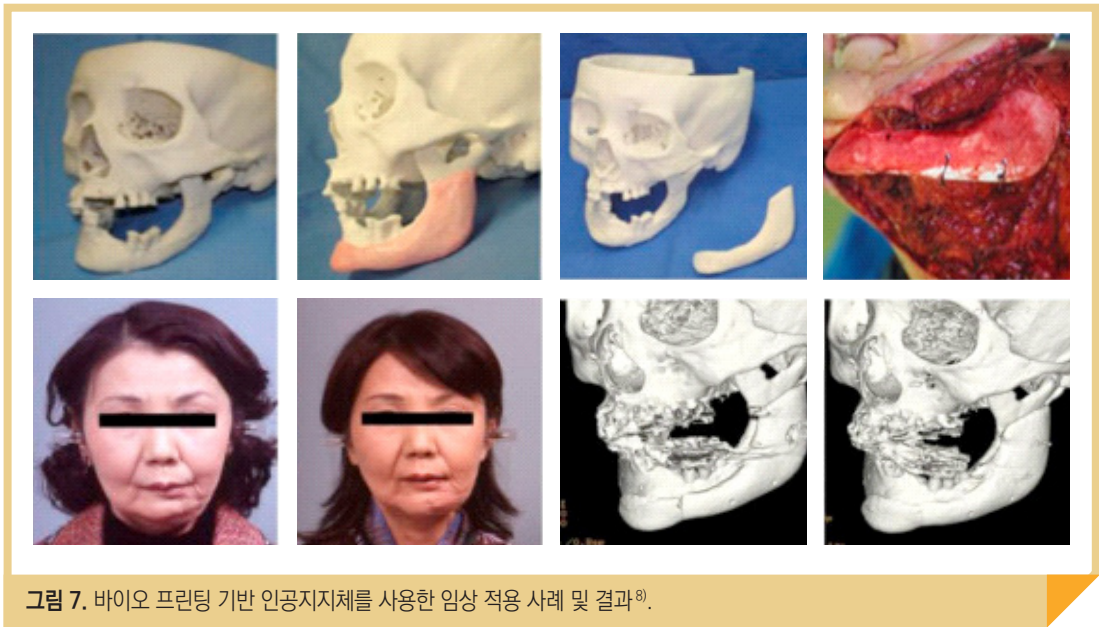 그림 7. 바이오 프린팅 기반 인공지지체를 사용한 임상 적용 사례 및 결과⁸⁾.